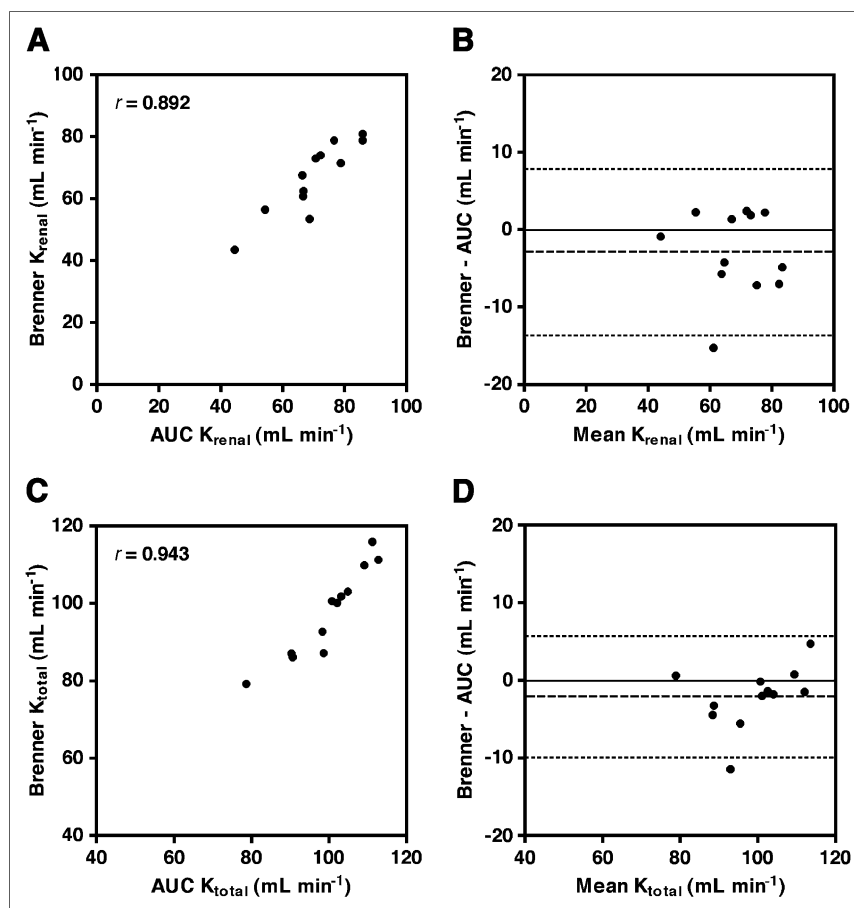 A
100
80
60
40
20
0
r = 0.892
Brenner Krenal (mL min-1)
0 20 40 60 80 100
AUC Krenal (mL min-1)
B
20
10
0
-10
-20
Brenner - AUC (mL min-1)
0 20 40 60 80 100
Mean Krenal (mL min-1)
C
120
100
80
60
40
r = 0.943
Brenner Ktotal (mL min-1)
40 60 80 100 120
AUC Ktotal (mL min-1)
D
20
10
0
-10
-20
Brenner - AUC (mL min-1)
40 60 80 100 120
Mean Ktotal (mL min-1)